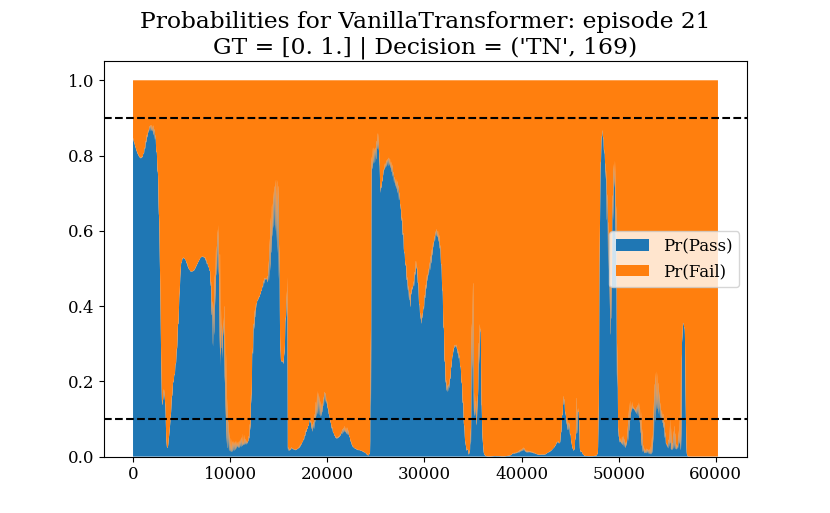 Probabilities for VanillaTransformer: episode 21
GT = [0. 1.] | Decision = ('TN', 169)
1.0
0.8
0.6
0.4
0.2
0.0
Pr(Pass)
Pr(Fail)
0 10000 20000 30000 40000 50000 60000